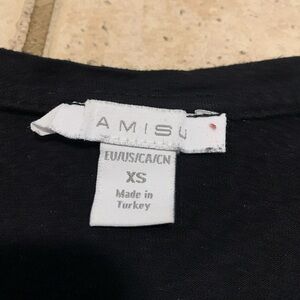 AMISU
EU/US/CA/CN
XS
Made in
Turkey